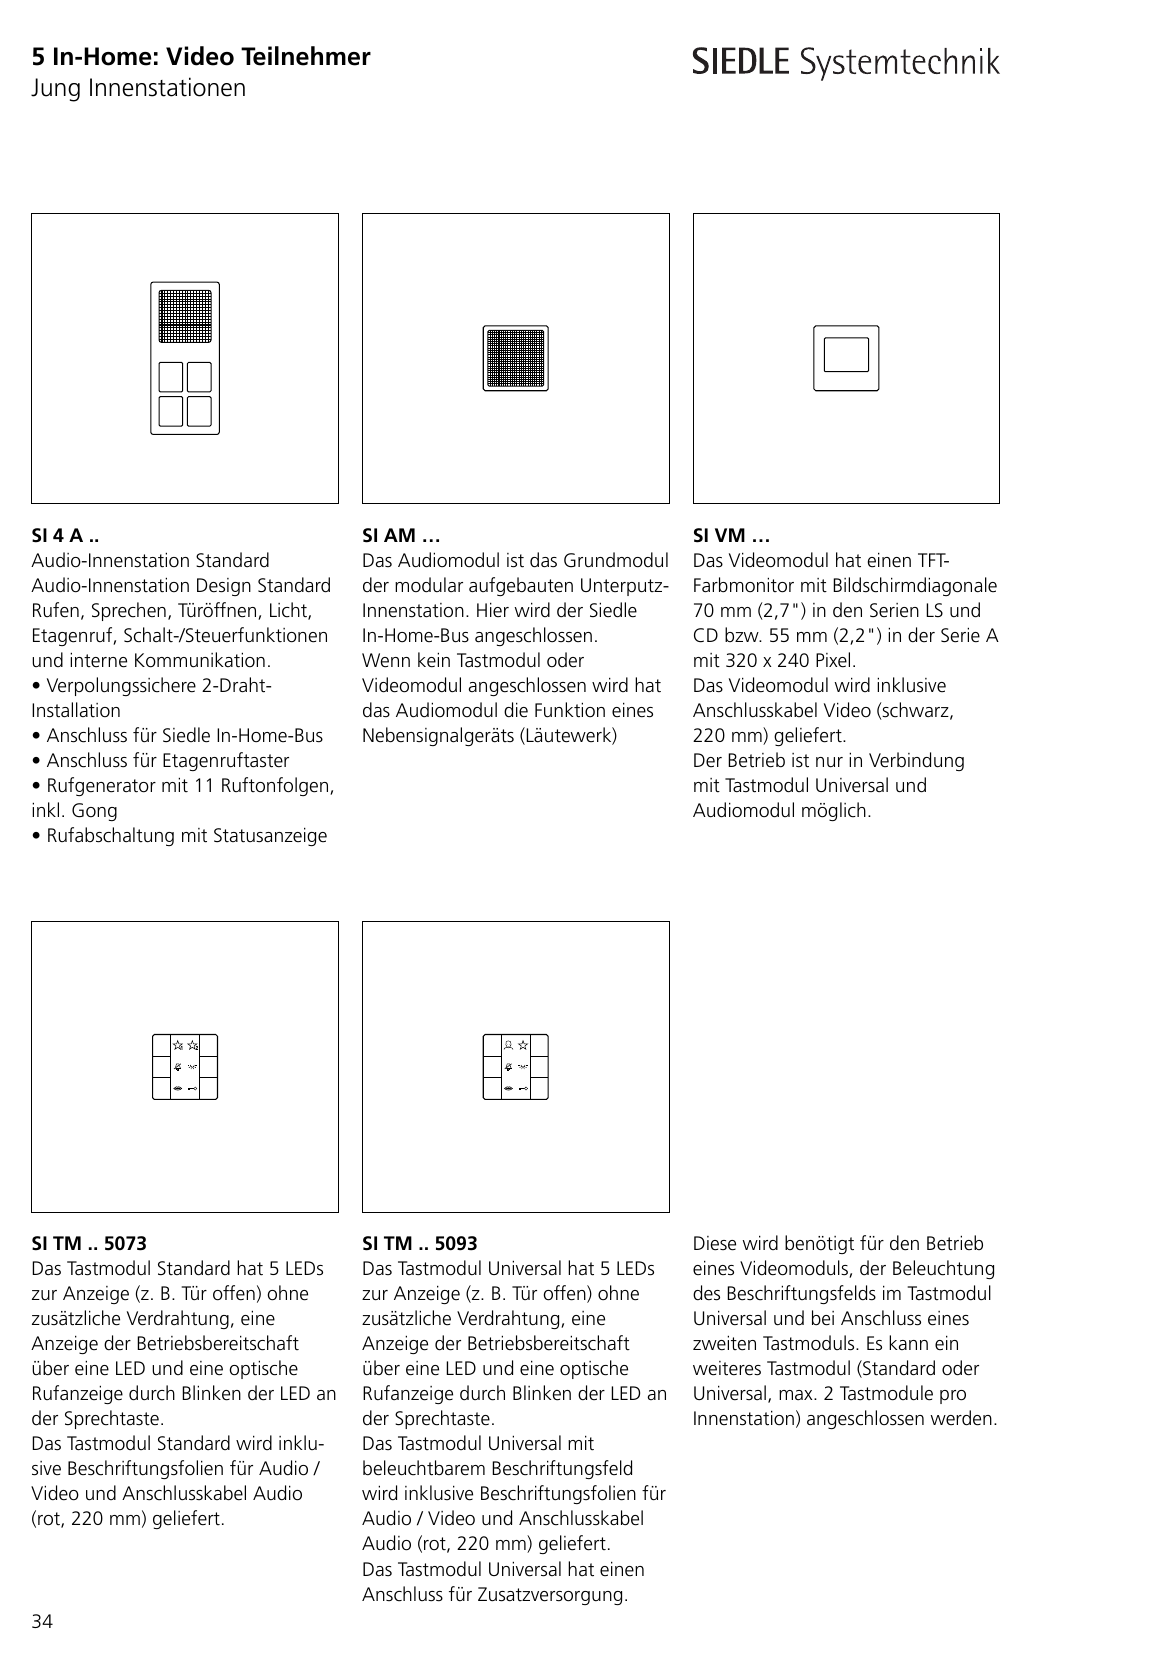 5 In-Home: Video Teilnehmer
Jung Innenstationen
SIEDLE Systemtechnik
SI 4 A ..
Audio-Innenstation Standard
Audio-Innenstation Design Standard
Rufen, Sprechen, Türöffnen, Licht,
Etagenruf, Schalt-/Steuerfunktionen
und interne Kommunikation.
• Verpolungssichere 2-Draht-
Installation
• Anschluss für Siedle In-Home-Bus
• Anschluss für Etagenruftaster
• Rufgenerator mit 11 Ruftonfolgen,
inkl. Gong
• Rufabschaltung mit Statusanzeige
SI AM …
Das Audiomodul ist das Grundmodul
der modular aufgebauten Unterputz-
Innenstation. Hier wird der Siedle
In-Home-Bus angeschlossen.
Wenn kein Tastmodul oder
Videomodul angeschlossen wird hat
das Audiomodul die Funktion eines
Nebensignalgeräts (Läutewerk)
SI VM …
Das Videomodul hat einen TFT-
Farbmonitor mit Bildschirmdiagonale
70 mm (2,7") in den Serien LS und
CD bzw. 55 mm (2,2") in der Serie A
mit 320 x 240 Pixel.
Das Videomodul wird inklusive
Anschlusskabel Video (schwarz,
220 mm) geliefert.
Der Betrieb ist nur in Verbindung
mit Tastmodul Universal und
Audiomodul möglich.
SI TM .. 5073
Das Tastmodul Standard hat 5 LEDs
zur Anzeige (z. B. Tür offen) ohne
zusätzliche Verdrahtung, eine
Anzeige der Betriebsbereitschaft
über eine LED und eine optische
Rufanzeige durch Blinken der LED an
der Sprechtaste.
Das Tastmodul Standard wird inklu-
sive Beschriftungsfolien für Audio /
Video und Anschlusskabel Audio
(rot, 220 mm) geliefert.
SI TM .. 5093
Das Tastmodul Universal hat 5 LEDs
zur Anzeige (z. B. Tür offen) ohne
zusätzliche Verdrahtung, eine
Anzeige der Betriebsbereitschaft
über eine LED und eine optische
Rufanzeige durch Blinken der LED an
der Sprechtaste.
Das Tastmodul Universal mit
beleuchtbarem Beschriftungsfeld
wird inklusive Beschriftungsfolien für
Audio / Video und Anschlusskabel
Audio (rot, 220 mm) geliefert.
Das Tastmodul Universal hat einen
Anschluss für Zusatzversorgung.
Diese wird benötigt für den Betrieb
eines Videomoduls, der Beleuchtung
des Beschriftungsfelds im Tastmodul
Universal und bei Anschluss eines
zweiten Tastmoduls. Es kann ein
weiteres Tastmodul (Standard oder
Universal, max. 2 Tastmodule pro
Innenstation) angeschlossen werden.
34